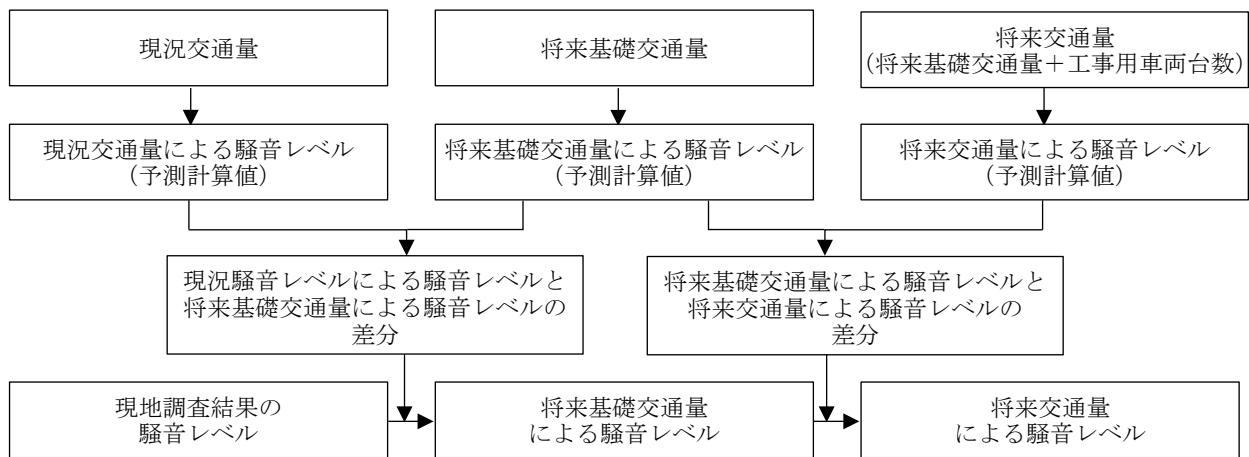 現況交通量
将来基礎交通量
将来交通量
(将来基礎交通量+工事用車両台数)
現況交通量による騒音レベル
(予測計算値)
将来基礎交通量による騒音レベル
(予測計算値)
将来交通量による騒音レベル
(予測計算値)
現況騒音レベルによる騒音レベルと
将来基礎交通量による騒音レベルの
差分
将来基礎交通量による騒音レベルと
将来交通量による騒音レベルの
差分
現地調査結果の
騒音レベル
将来基礎交通量
による騒音レベル
将来交通量
による騒音レベル